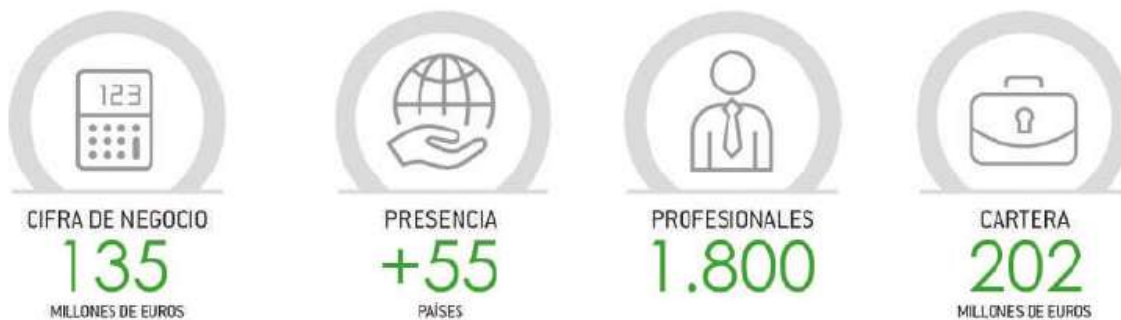 123
CIFRA DE NEGOCIO
135
MILLONES DE EUROS
PRESENCIA
+55
PAÍSES
PROFESIONALES
1.800
CARTERA
202
MILLONES DE EUROS